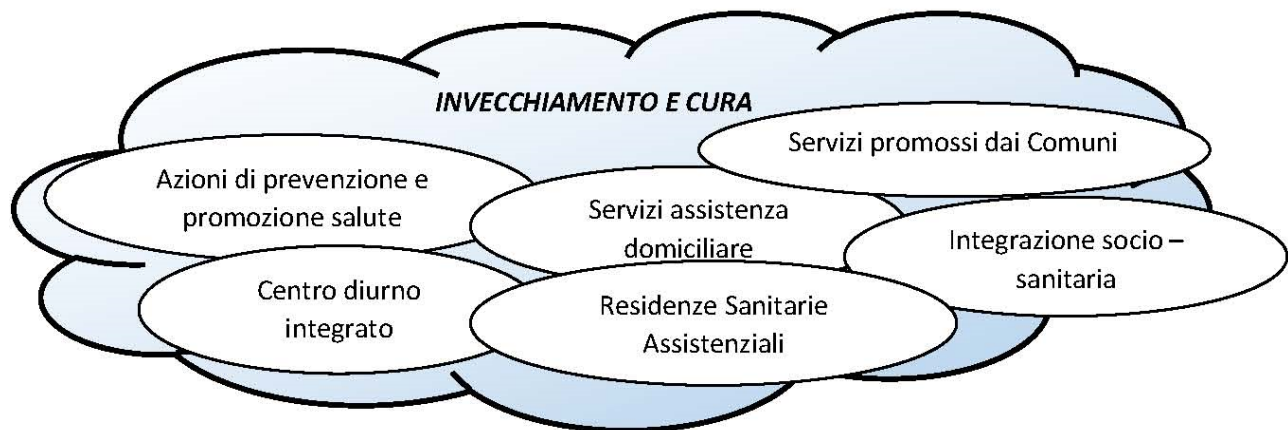 INVECCHIAMENTO E CURA
Servizi promossi dai Comuni
Azioni di prevenzione e
promozione salute
Servizi assistenza
domiciliare
Integrazione socio –
sanitaria
Centro diurno
integrato
Residenze Sanitarie
Assistenziali